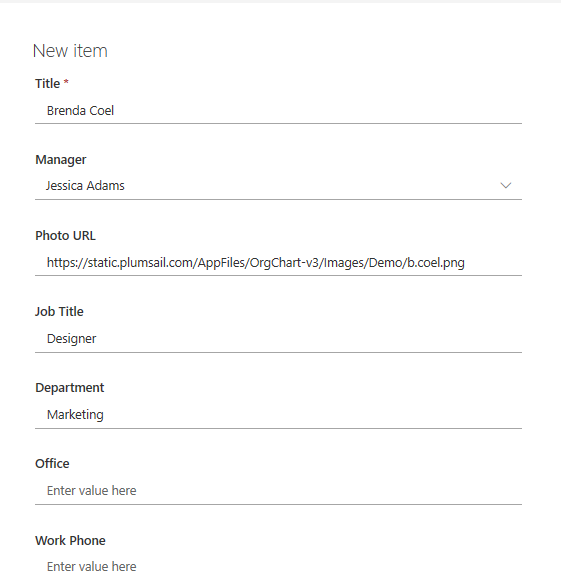 New item
Title *
Brenda Coel
Manager
Jessica Adams
Photo URL
https://static.plumsail.com/AppFiles/OrgChart-v3/Images/Demo/b.coel.png
Job Title
Designer
Department
Marketing
Office
Enter value here
Work Phone
Enter value here